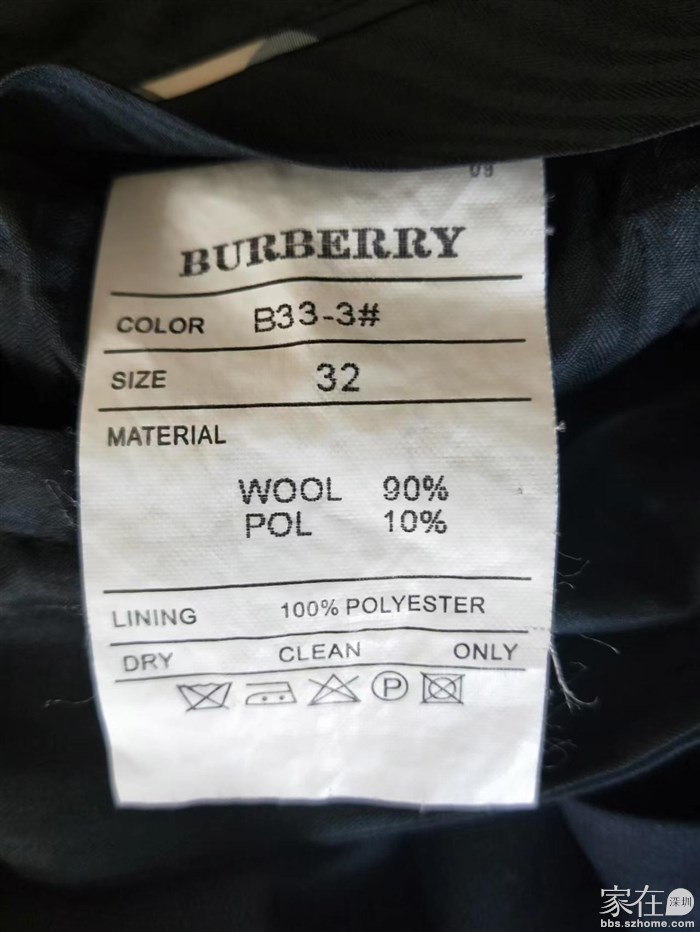 09
BURBERRY
COLOR B33-3#
SIZE 32
MATERIAL
WOOL 90%
POL 10%
LINING 100% POLYESTER
DRY CLEAN ONLY
P
家在深圳
bbs.szhome.com